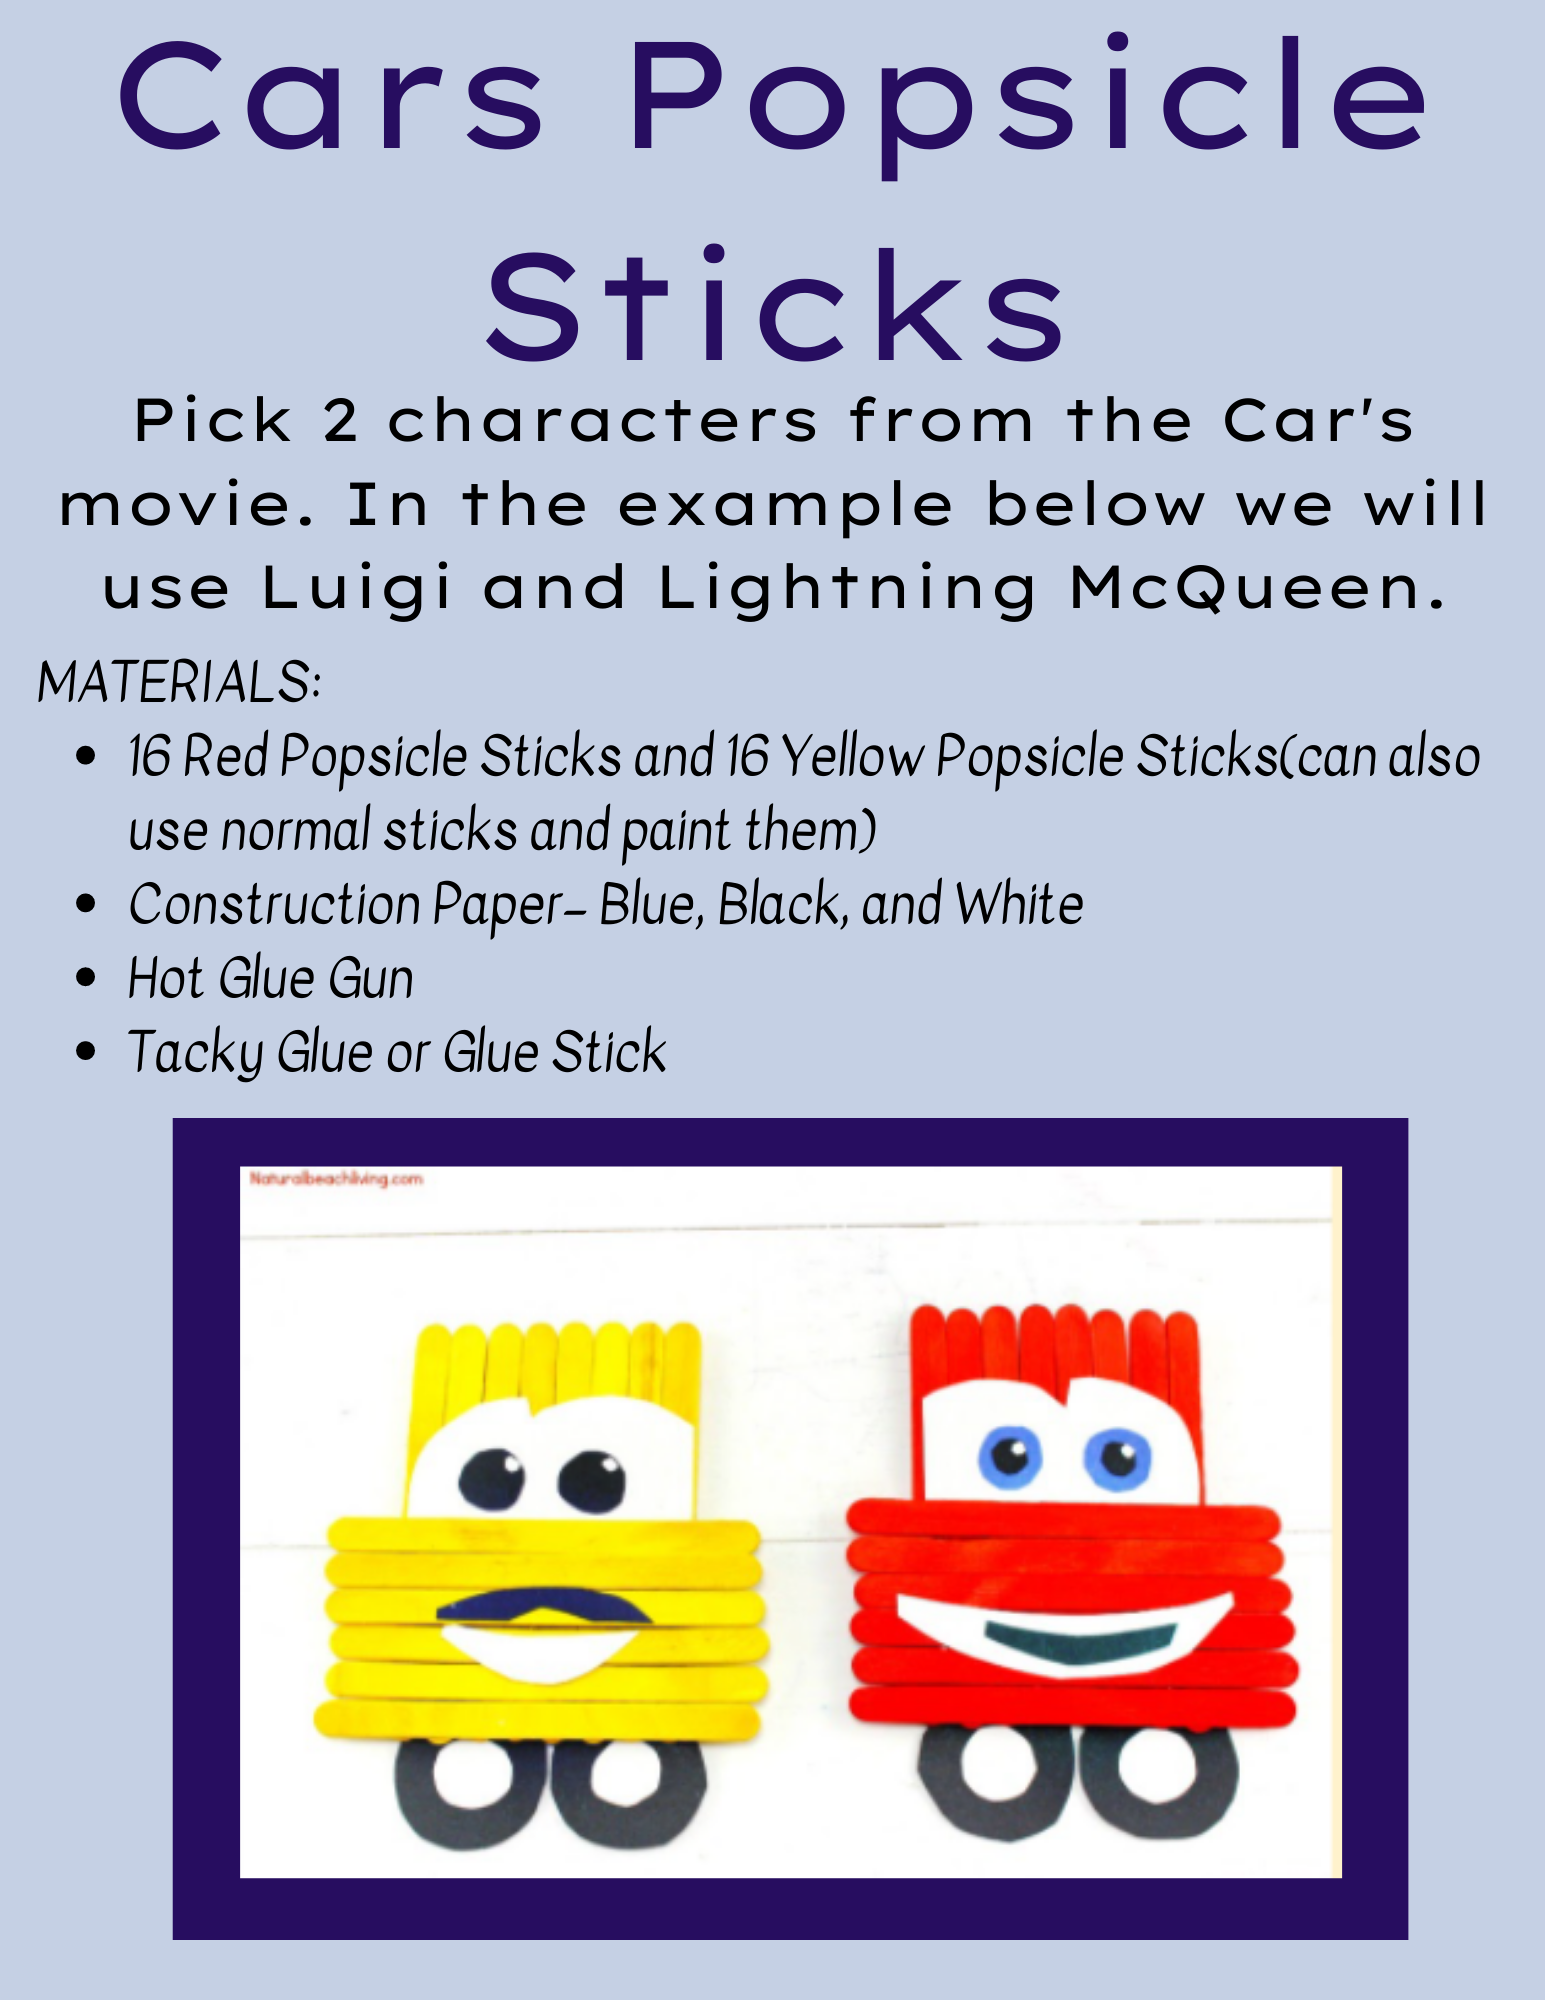 Cars Popsicle
Sticks
Pick 2 characters from the Car's
movie. In the example below we will
use Luigi and Lightning McQueen.
MATERIALS:
• 16 Red Popsicle Sticks and 16 Yellow Popsicle Sticks(can also
use normal sticks and paint them)
• Construction Paper- Blue, Black, and White
• Hot Glue Gun
• Tacky Glue or Glue Stick
Naturalbeachliving.com